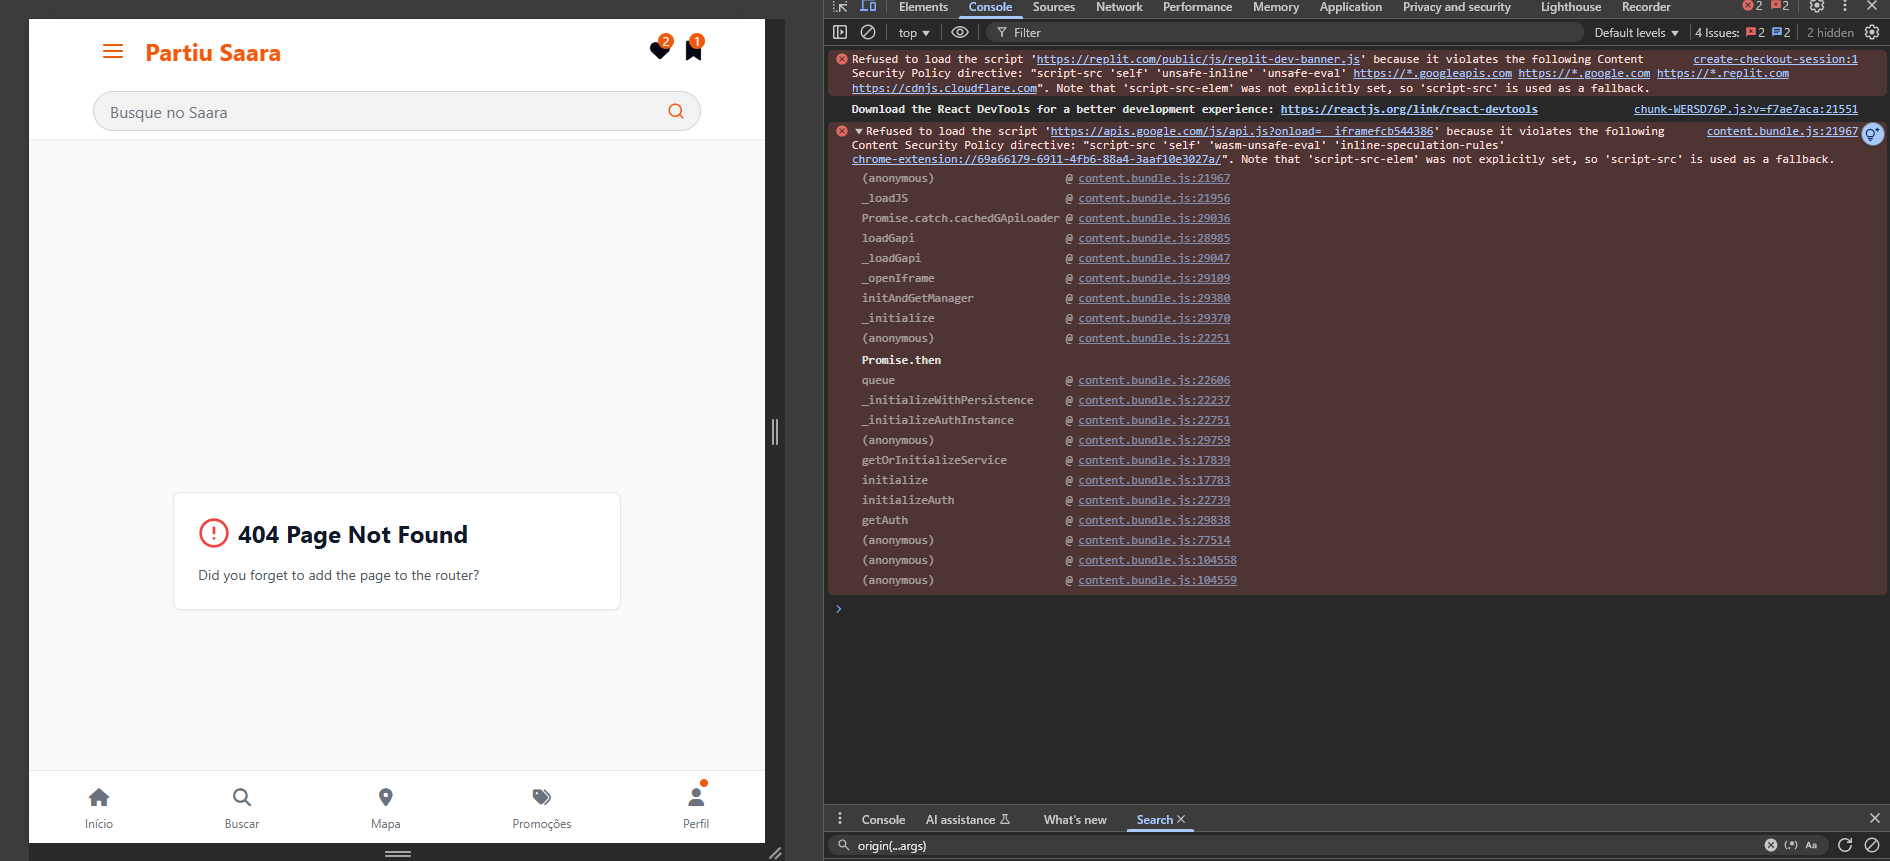 Partiu Saara
2
1
Busque no Saara
404 Page Not Found
Did you forget to add the page to the router?
Início
Buscar
Mapa
Promoções
Perfil
Elements
Console
Sources
Network
Performance
Memory
Application
Privacy and security
Lighthouse
Recorder
2
2
top
Filter
Default levels
4 Issues:
2
2
2 hidden
Refused to load the script 'https://replit.com/public/js/replit-dev-banner.js' because it violates the following Content
create-checkout-session:1
Security Policy directive: "script-src 'self' 'unsafe-inline' 'unsafe-eval' https://*.googleapis.com https://*.google.com https://*.replit.com
https://cdnjs.cloudflare.com". Note that 'script-src-elem' was not explicitly set, so 'script-src' is used as a fallback.
Download the React DevTools for a better development experience: https://reactjs.org/link/react-devtools
chunk-WERSD76P.js?v=f7ae7aca:21551
Refused to load the script 'https://apis.google.com/js/api.js?onload=__iframefcb544386' because it violates the following
content.bundle.js:21967
Content Security Policy directive: "script-src 'self' 'wasm-unsafe-eval' 'inline-speculation-rules'
chrome-extension://69a66179-6911-4fb6-88a4-3aaf10e3027a/". Note that 'script-src-elem' was not explicitly set, so 'script-src' is used as a fallback.
(anonymous) @ content.bundle.js:21967
_loadJS @ content.bundle.js:21956
Promise.catch.cachedGApiLoader @ content.bundle.js:29036
loadGapi @ content.bundle.js:28985
_loadGapi @ content.bundle.js:29047
_openIframe @ content.bundle.js:29109
initAndGetManager @ content.bundle.js:29380
_initialize @ content.bundle.js:29370
(anonymous) @ content.bundle.js:22251
Promise.then
queue @ content.bundle.js:22606
_initializeWithPersistence @ content.bundle.js:22237
_initializeAuthInstance @ content.bundle.js:22751
(anonymous) @ content.bundle.js:29759
getOrInitializeService @ content.bundle.js:17839
initialize @ content.bundle.js:17783
initializeAuth @ content.bundle.js:22739
getAuth @ content.bundle.js:29838
(anonymous) @ content.bundle.js:77514
(anonymous) @ content.bundle.js:104558
(anonymous) @ content.bundle.js:104559
Console
AI assistance
What's new
Search
origin(...args)
(.*)
Aa